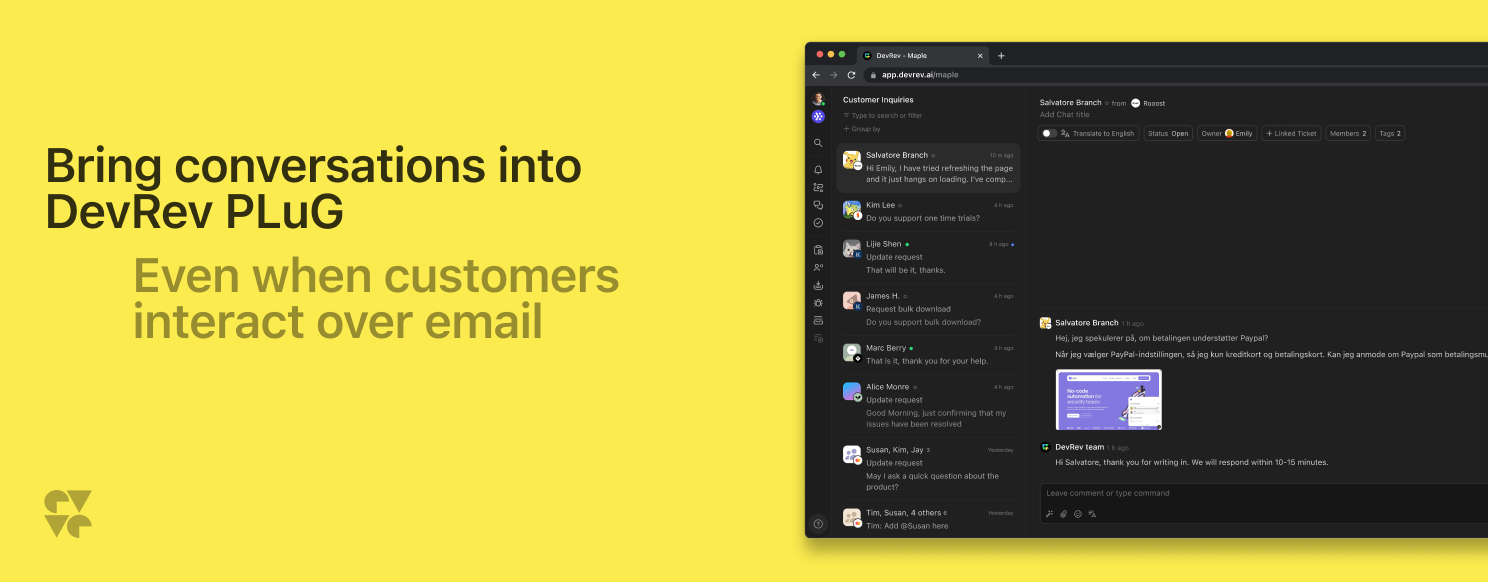 Bring conversations into
DevRev PLuG
Even when customers
interact over email
DevRev - Maple
app.devrev.ai/maple
Customer Inquiries
Type to search or filter
Group by
Salvatore Branch 10 m ago
Hi Emily, I have tried refreshing the page
and it just hangs on loading. I've comp...
Kim Lee 4 h ago
Do you support one time trials?
Lijie Shen 4 h ago
Update request
That will be it, thanks.
James H. 4 h ago
Request bulk download
Do you support bulk download?
Marc Berry 4 h ago
That is it, thank you for your help.
Alice Monre 4 h ago
Update request
Good Morning, just confirming that my
issues have been resolved
Susan, Kim, Jay 3 Yesterday
Update request
May I ask a quick question about the
product?
Tim, Susan, 4 others 6 Yesterday
Tim: Add @Susan here
Salvatore Branch from Rooost
Add Chat title
Translate to English Status Open Owner Emily + Linked Ticket Members 2 Tags 2
Salvatore Branch 1 h ago
Hej, jeg spekulerer på, om betalingen understøtter Paypal?
Når jeg vælger PayPal-indstillingen, så jeg kun kreditkort og betalingskort. Kan jeg anmode om Paypal som betalingsmu
No-code
automation for
security teams
DevRev team 1 h ago
Hi Salvatore, thank you for writing in. We will respond within 10-15 minutes.
Leave comment or type command